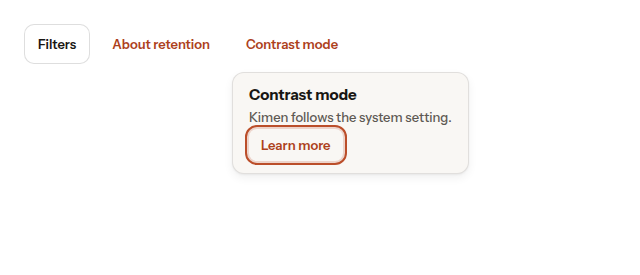 Filters
About retention
Contrast mode
Contrast mode
Kimen follows the system setting.
Learn more